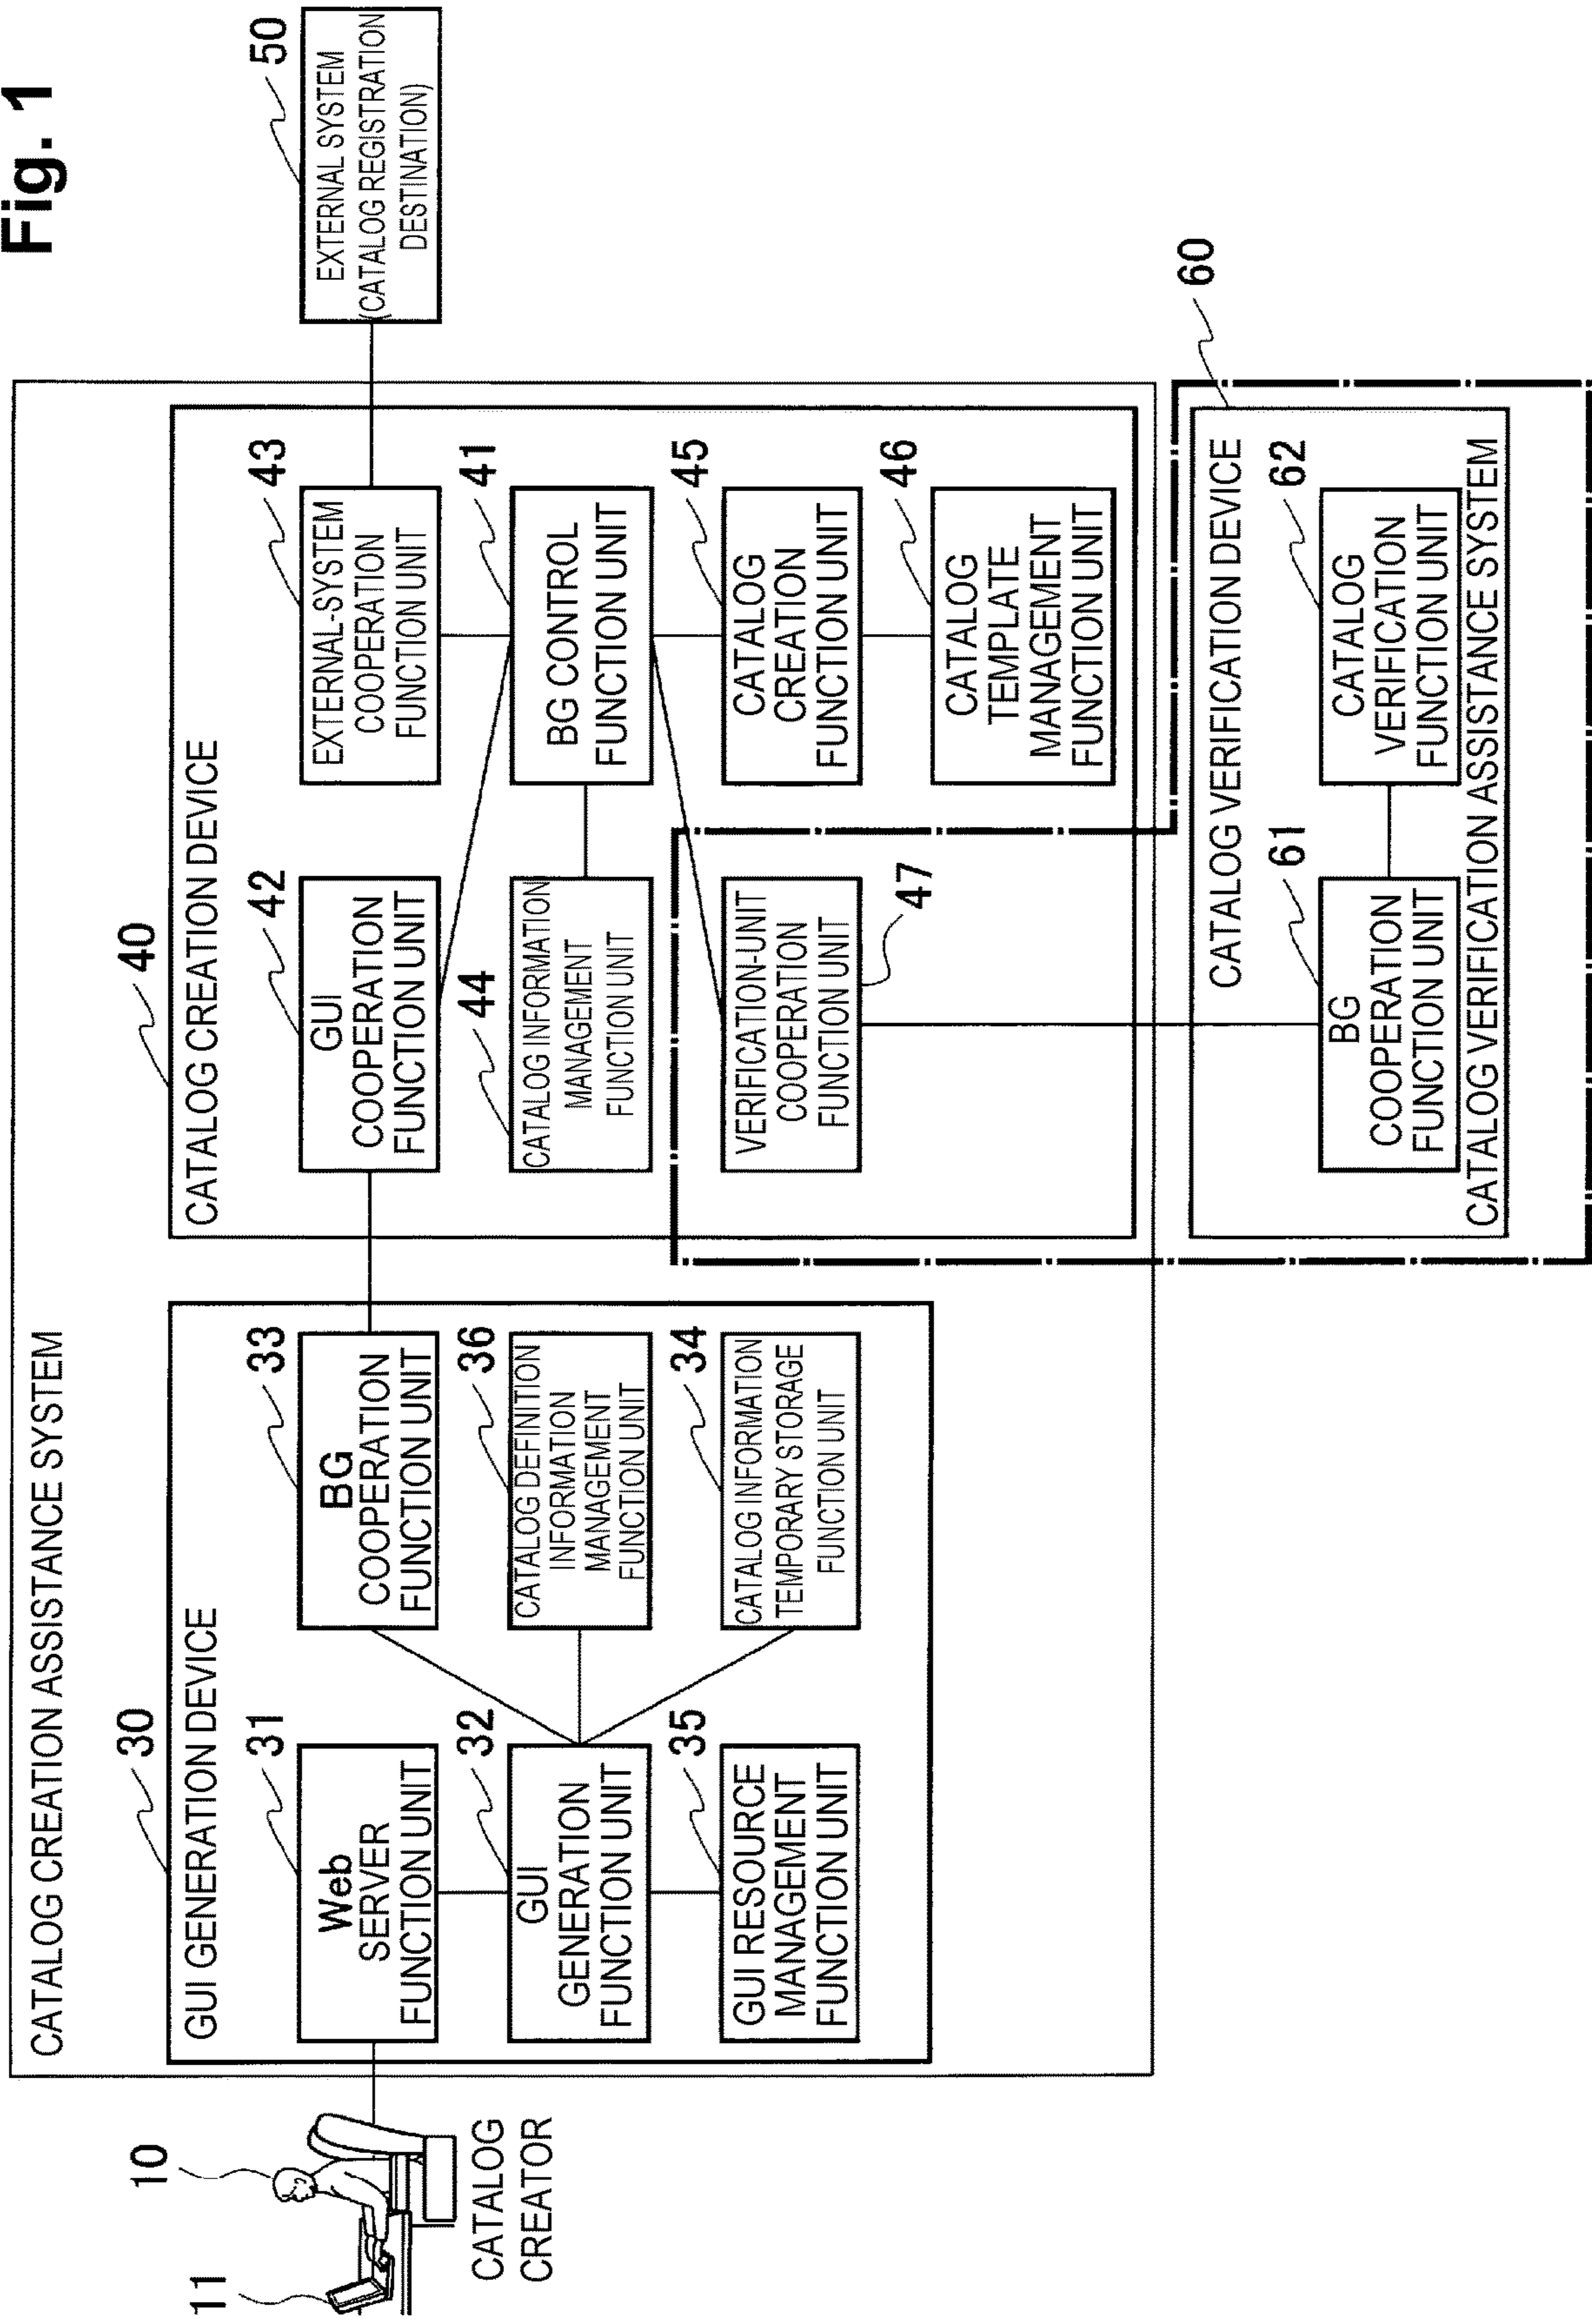 Fig. 1
CATALOG CREATION ASSISTANCE SYSTEM
10
11
CATALOG
CREATOR
30
GUI GENERATION DEVICE
31
Web
SERVER
FUNCTION UNIT
32
GUI
GENERATION
FUNCTION UNIT
35
GUI RESOURCE
MANAGEMENT
FUNCTION UNIT
33
BG
COOPERATION
FUNCTION UNIT
36
CATALOG DEFINITION
INFORMATION
MANAGEMENT
FUNCTION UNIT
34
CATALOG INFORMATION
TEMPORARY STORAGE
FUNCTION UNIT
40
CATALOG CREATION DEVICE
42
GUI
COOPERATION
FUNCTION UNIT
44
CATALOG INFORMATION
MANAGEMENT
FUNCTION UNIT
47
VERIFICATION-UNIT
COOPERATION
FUNCTION UNIT
43
EXTERNAL-SYSTEM
COOPERATION
FUNCTION UNIT
41
BG CONTROL
FUNCTION UNIT
45
CATALOG
CREATION
FUNCTION UNIT
46
CATALOG
TEMPLATE
MANAGEMENT
FUNCTION UNIT
50
EXTERNAL SYSTEM
(CATALOG REGISTRATION
DESTINATION)
60
CATALOG VERIFICATION DEVICE
61
BG
COOPERATION
FUNCTION UNIT
62
CATALOG
VERIFICATION
FUNCTION UNIT
CATALOG VERIFICATION ASSISTANCE SYSTEM